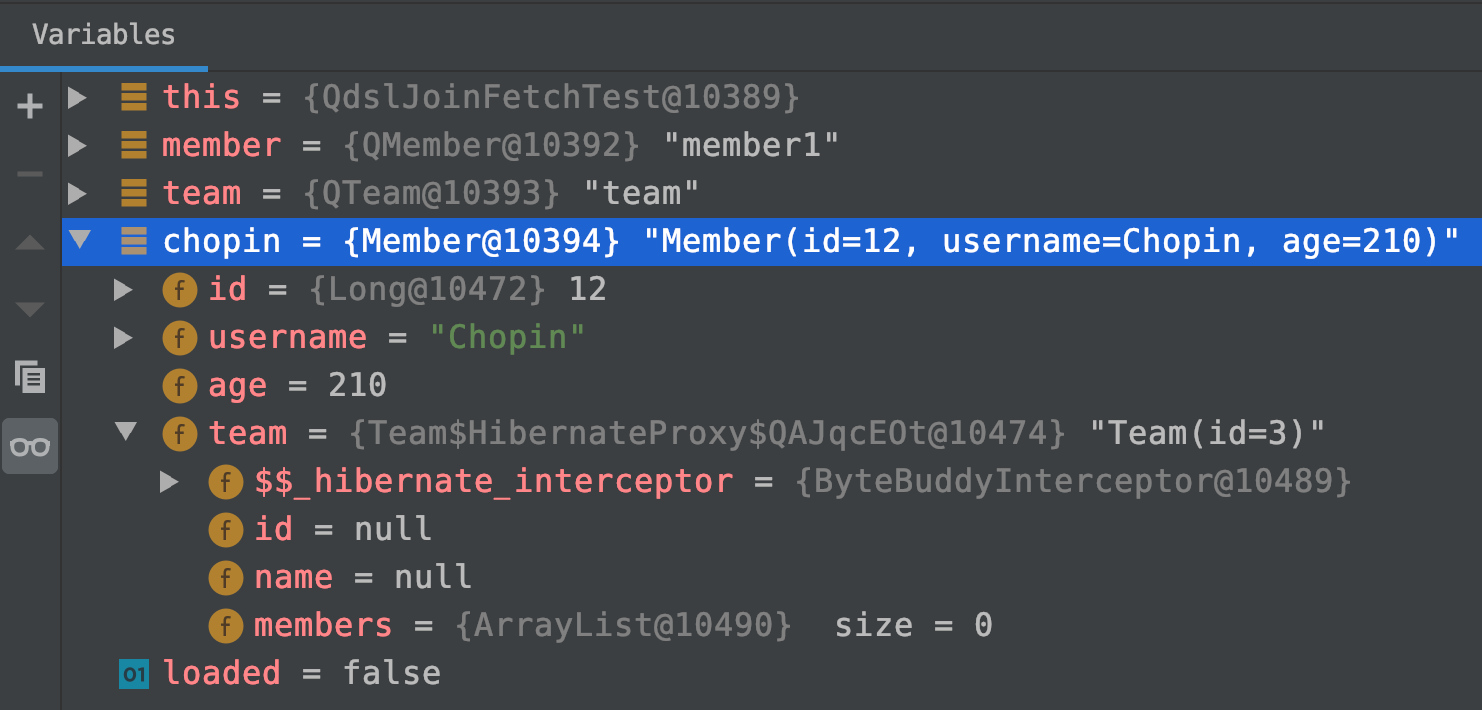 Variables
this = {QdslJoinFetchTest@10389}
member = {QMember@10392} "member1"
team = {QTeam@10393} "team"
chopin = {Member@10394} "Member(id=12, username=Chopin, age=210)"
f id = {Long@10472} 12
f username = "Chopin"
f age = 210
f team = {Team$HibernateProxy$QAJqcEOt@10474} "Team(id=3)"
f $$_hibernate_interceptor = {ByteBuddyInterceptor@10489}
f id = null
f name = null
f members = {ArrayList@10490} size = 0
01 loaded = false